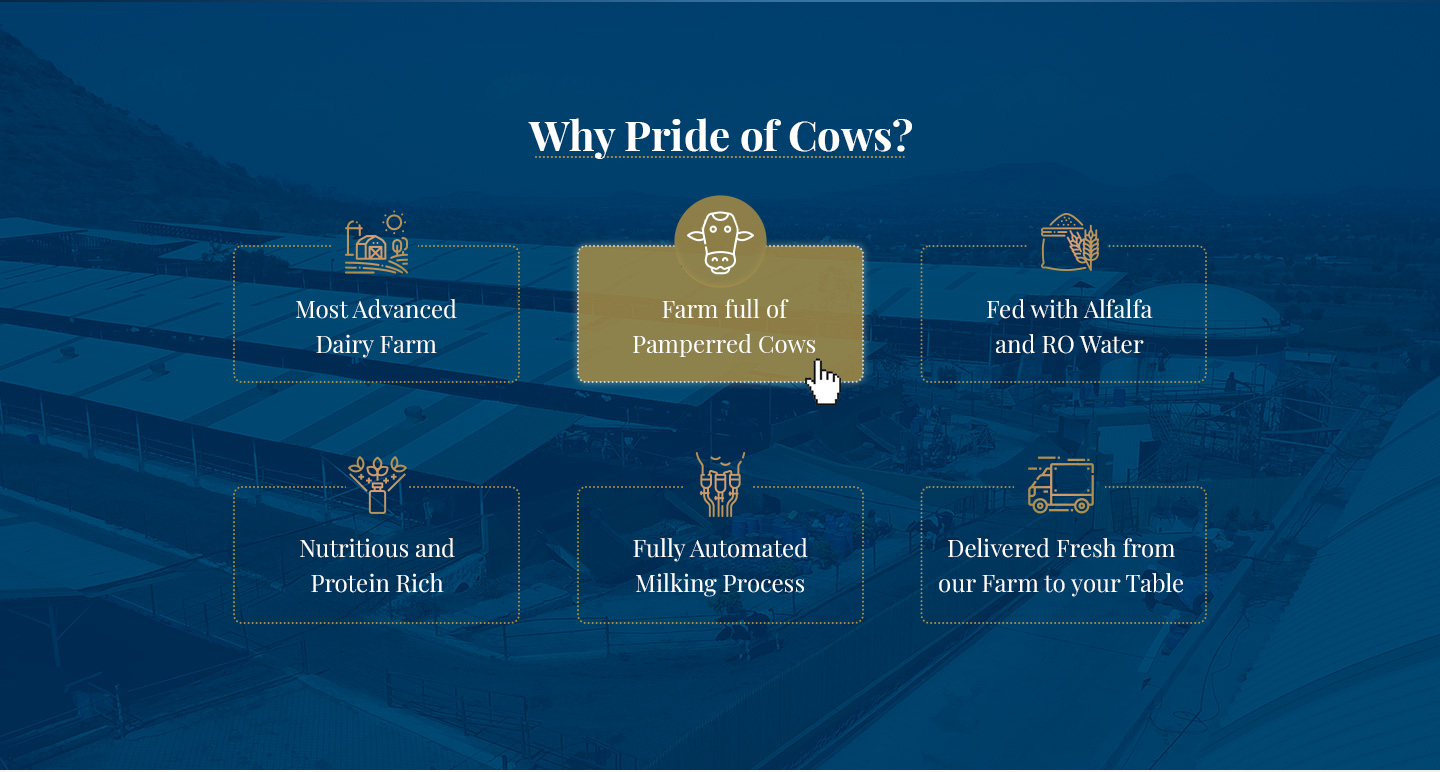 Why Pride of Cows?
Most Advanced
Dairy Farm
Farm full of
Pamperred Cows
Fed with Alfalfa
and RO Water
Nutritious and
Protein Rich
Fully Automated
Milking Process
Delivered Fresh from
our Farm to your Table